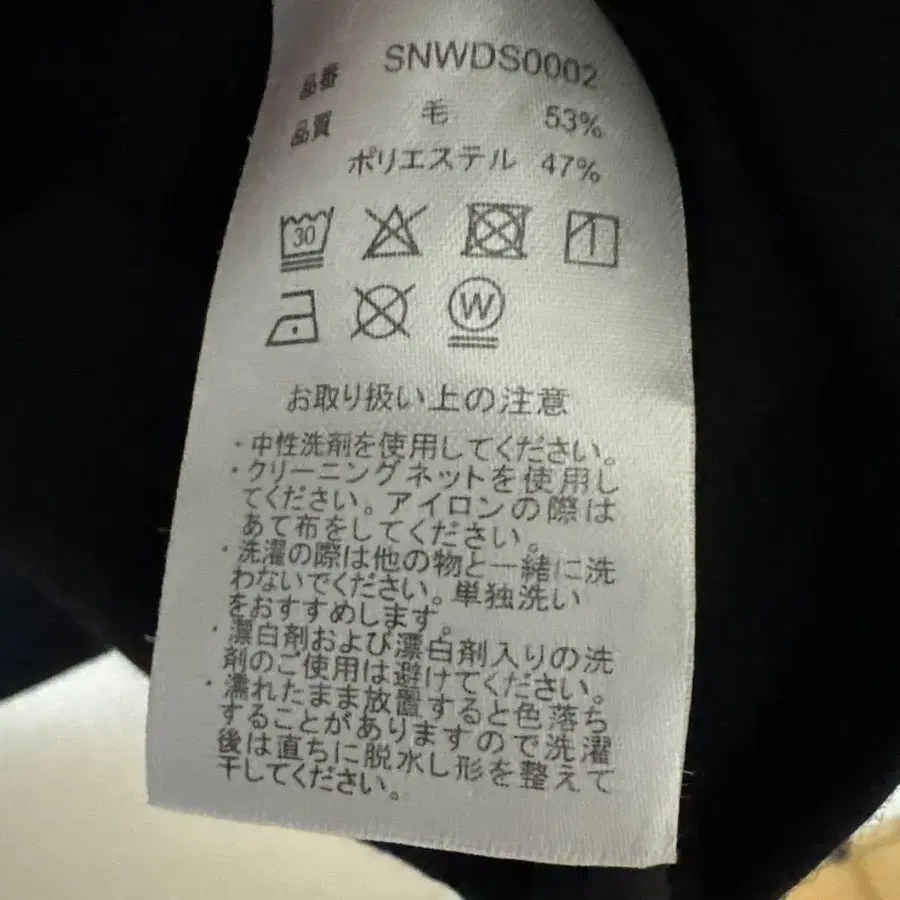 品番 SNWDS0002
品質 毛 53%
ポリエステル 47%
30
W
お取り扱い上の注意
・中性洗剤を使用してください。
・クリーニングネットを使用し
てください。アイロンの際は
あて布をしてください。
・洗濯の際は他の物と一緒に洗
わないでください。単独洗い
をおすすめします。
・漂白剤および漂白剤入りの洗
剤のご使用は避けてください。
・濡れたまま放置すると色落ち
することがありますので洗濯
後は直ちに脱水し形を整えて
干してください。